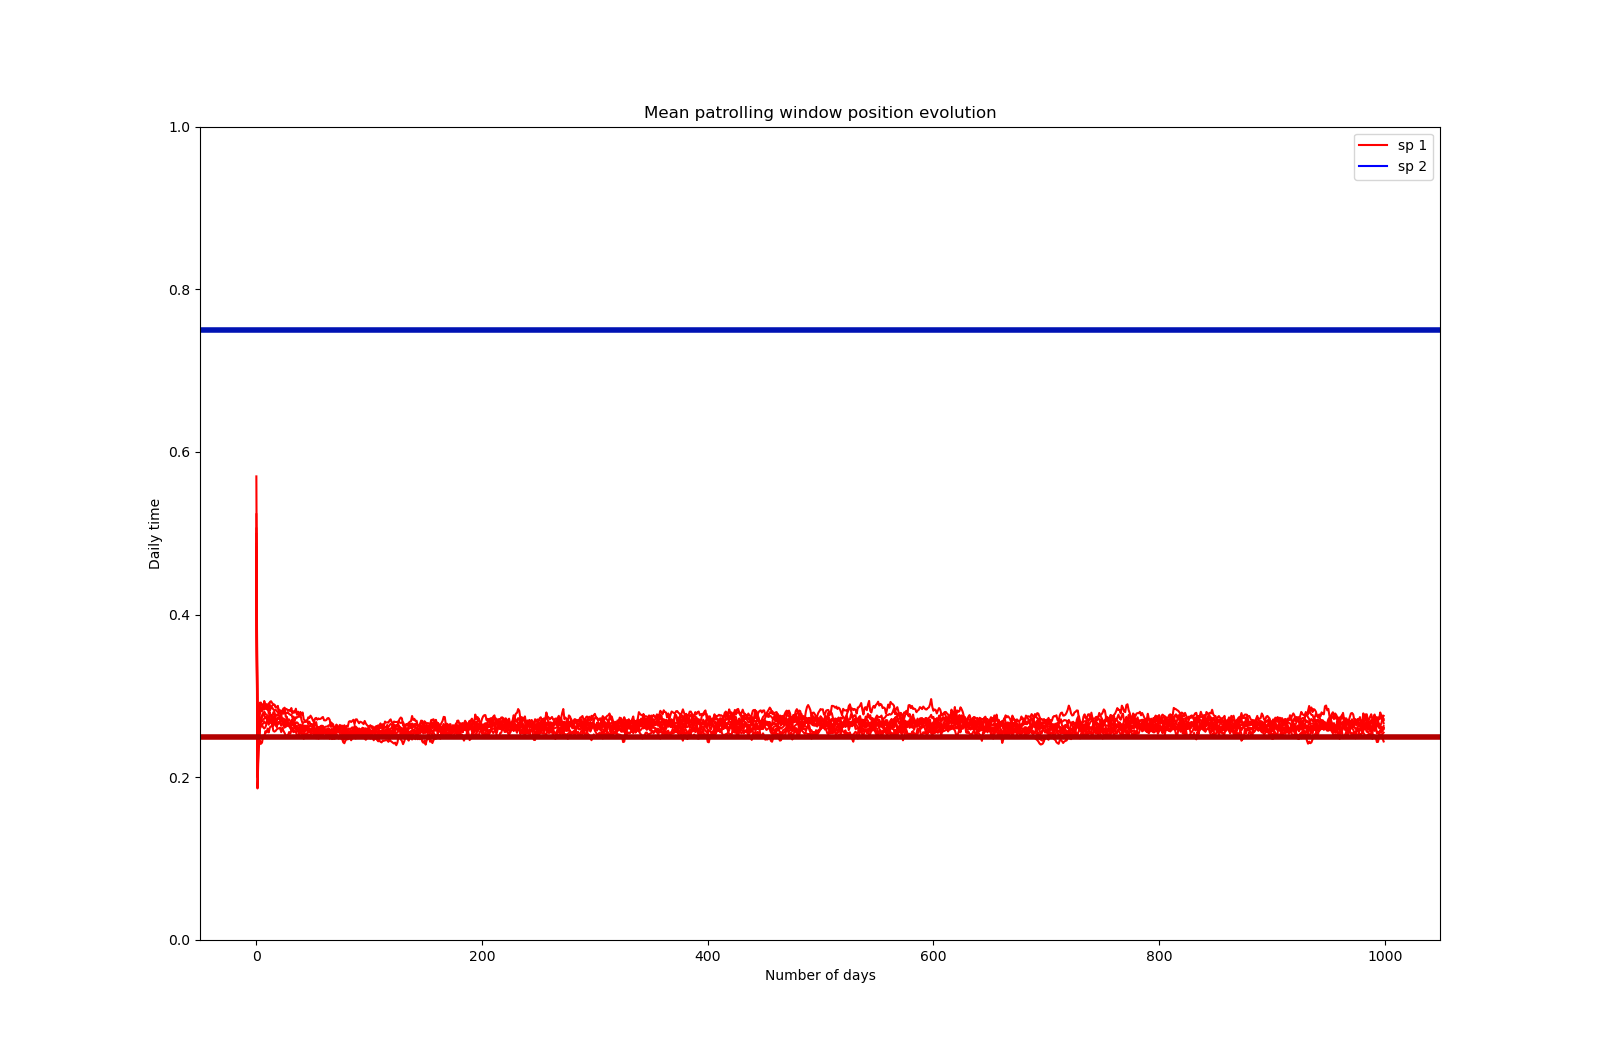 Mean patrolling window position evolution
1.0
sp 1
sp 2
0.8
0.6
Daily time
0.4
0.2
0.0
0 200 400 600 800 1000
Number of days